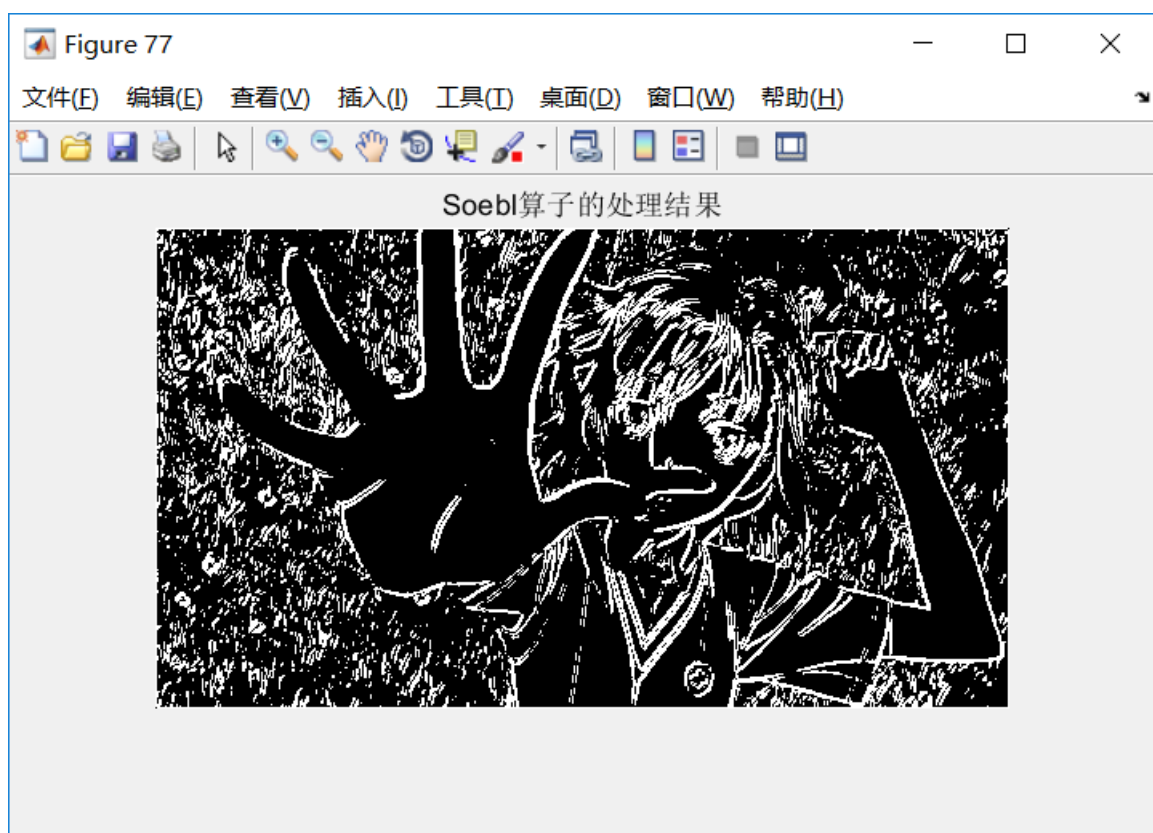 Figure 77
文件(F) 编辑(E) 查看(V) 插入(I) 工具(T) 桌面(D) 窗口(W) 帮助(H)
Soebl算子的处理结果